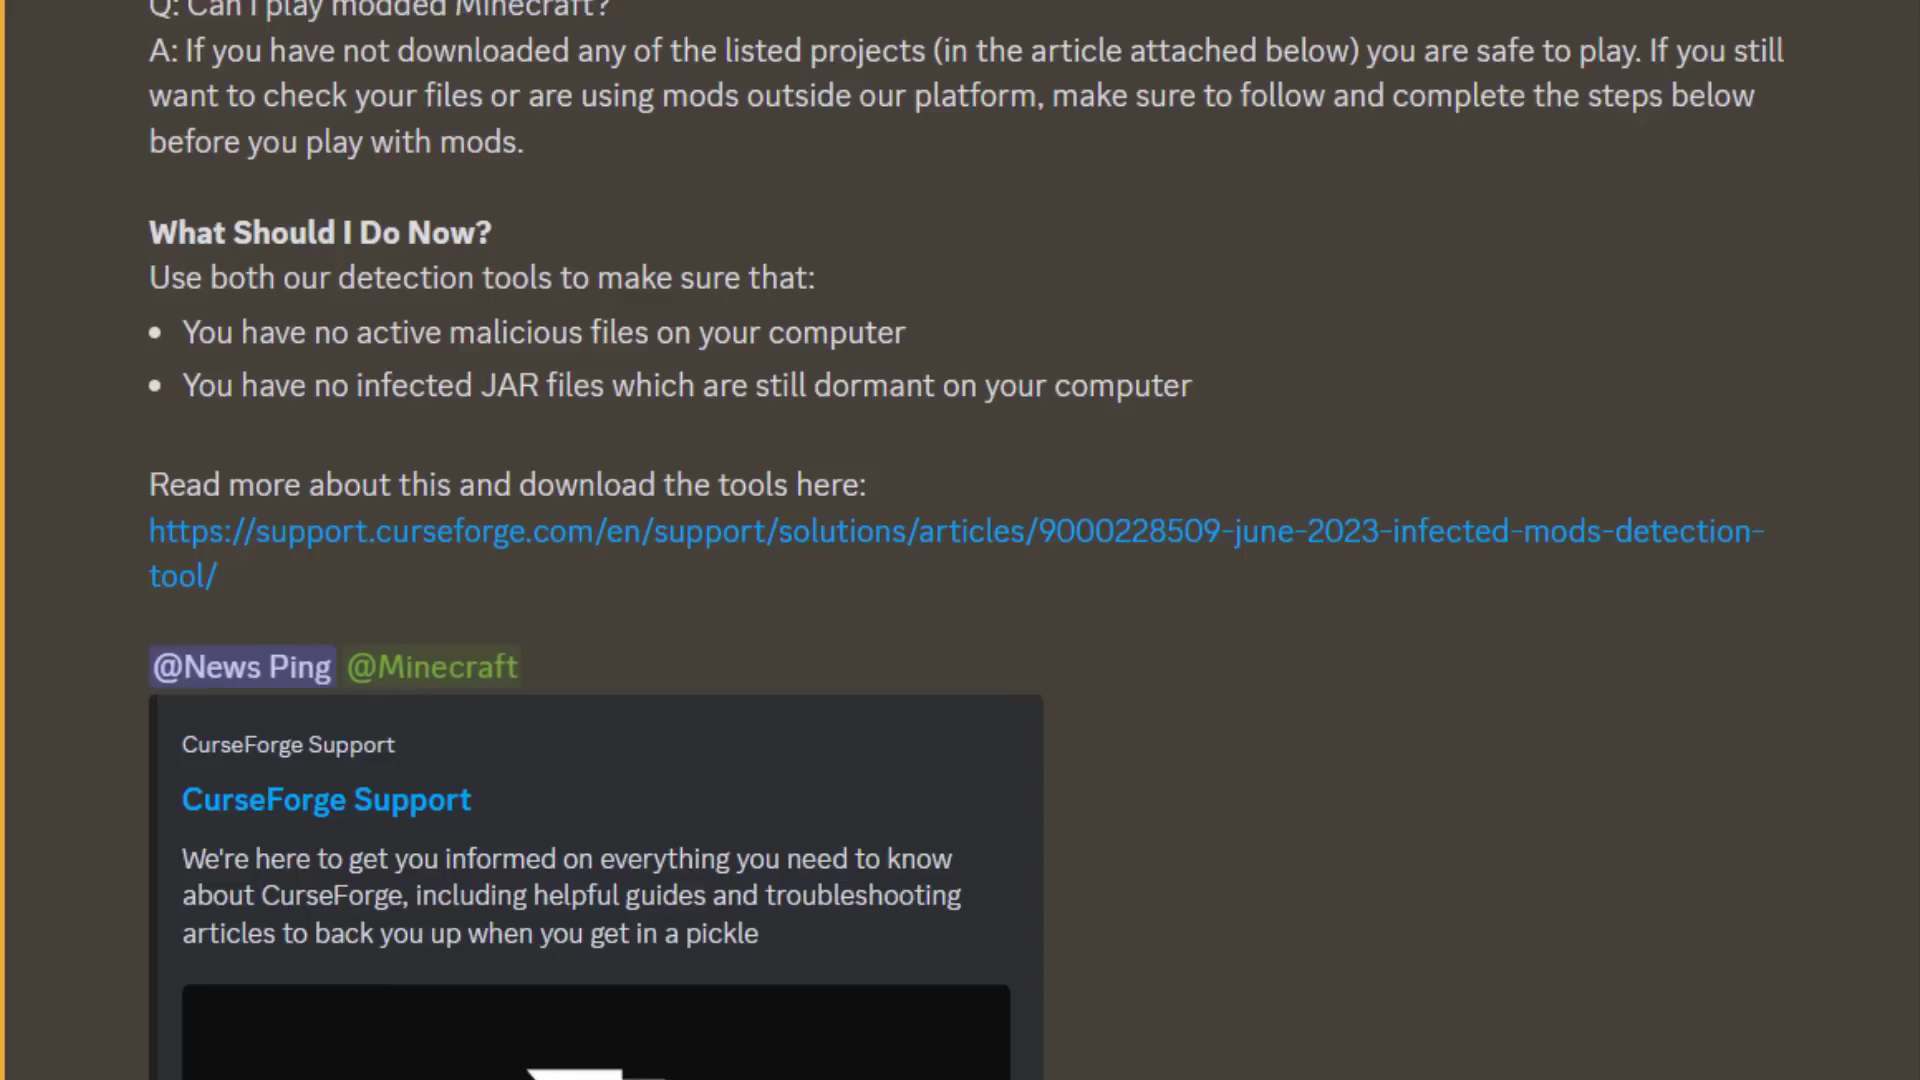 Q: Can I play modded Minecraft?
A: If you have not downloaded any of the listed projects (in the article attached below) you are safe to play. If you still
want to check your files or are using mods outside our platform, make sure to follow and complete the steps below
before you play with mods.
What Should I Do Now?
Use both our detection tools to make sure that:
• You have no active malicious files on your computer
• You have no infected JAR files which are still dormant on your computer
Read more about this and download the tools here:
https://support.curseforge.com/en/support/solutions/articles/9000228509-june-2023-infected-mods-detection-
tool/
@News Ping @Minecraft
CurseForge Support
CurseForge Support
We're here to get you informed on everything you need to know
about CurseForge, including helpful guides and troubleshooting
articles to back you up when you get in a pickle